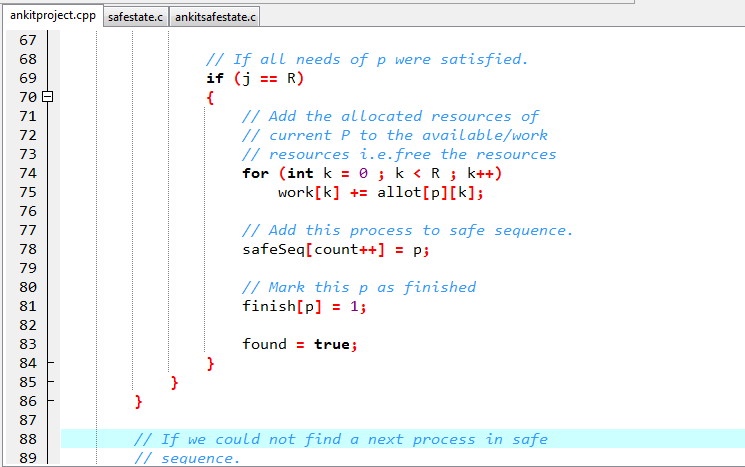 ankitproject.cpp safestate.c ankitsafestate.c
67
68 // If all needs of p were satisfied.
69 if (j == R)
70 {
71 // Add the allocated resources of
72 // current P to the available/work
73 // resources i.e.free the resources
74 for (int k = 0 ; k < R ; k++)
75 work[k] += allot[p][k];
76
77 // Add this process to safe sequence.
78 safeSeq[count++] = p;
79
80 // Mark this p as finished
81 finish[p] = 1;
82
83 found = true;
84 }
85 }
86 }
87
88 // If we could not find a next process in safe
89 // sequence.